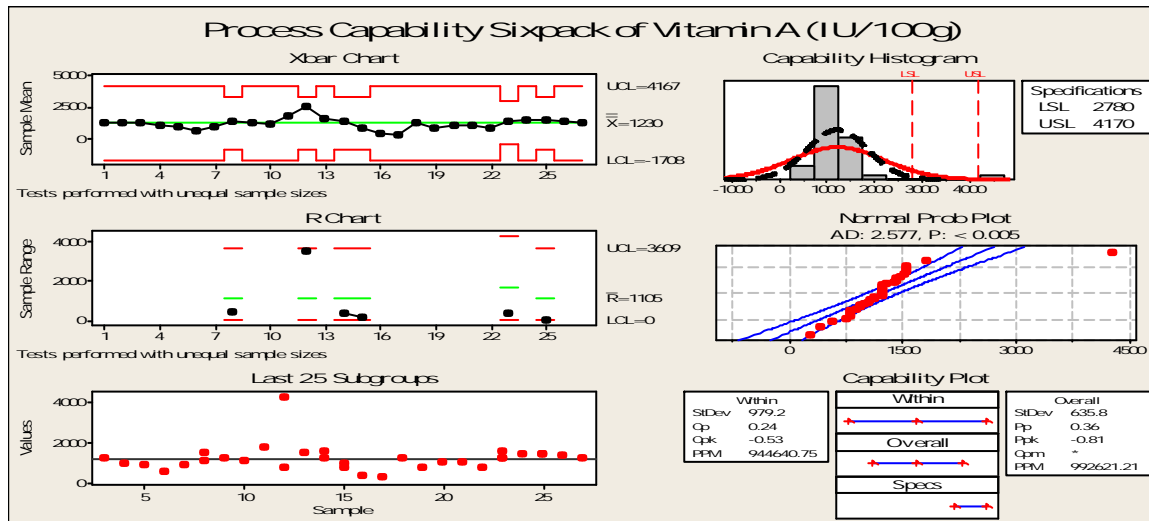 Process Capability Sixpack of Vitamin A (IU/100g)
Xbar Chart
Sample Mean
5000
2500
0
UCL=4167
X=1230
LCL=-1708
1 4 7 10 13 16 19 22 25
Tests performed with unequal sample sizes
R Chart
Sample Range
4000
2000
0
UCL=3609
R=1105
LCL=0
1 4 7 10 13 16 19 22 25
Tests performed with unequal sample sizes
Last 25 Subgroups
Values
4000
2000
0
5 10 15 20 25
Sample
Capability Histogram
LSL USL
-1000 0 1000 2000 3000 4000
Specifications
LSL 2780
USL 4170
Normal Prob Plot
AD: 2.577, P: < 0.005
0 1500 3000 4500
Capability Plot
Within
StDev 979.2
Cp 0.24
Cpk -0.53
PPM 944640.75
Within
Overall
Specs
Overall
StDev 635.8
Pp 0.36
Ppk -0.81
Cpm *
PPM 992621.21